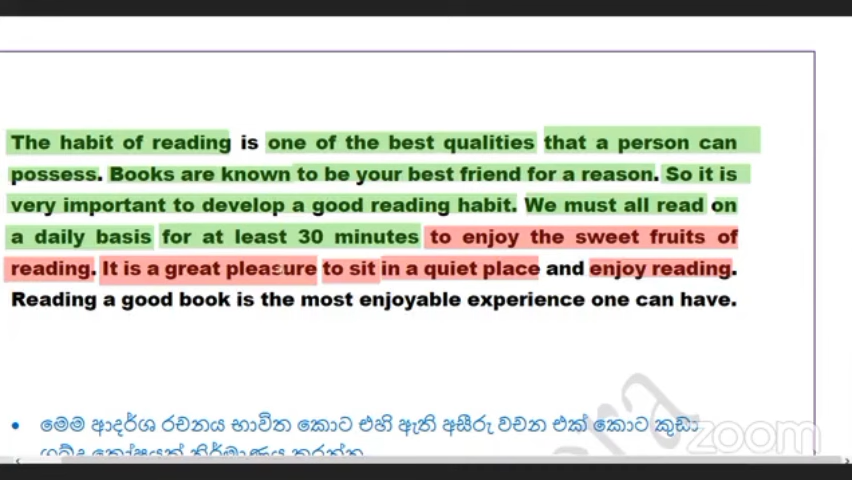 The habit of reading is one of the best qualities that a person can
possess. Books are known to be your best friend for a reason. So it is
very important to develop a good reading habit. We must all read on
a daily basis for at least 30 minutes to enjoy the sweet fruits of
reading. It is a great pleasure to sit in a quiet place and enjoy reading.
Reading a good book is the most enjoyable experience one can have.
• මෙම ආදර්ශ රචනය භාවිත කොට එහි ඇති අසීරු වචන එක් කොට කුඩා
ශබ්ද කෝෂයක් නිර්මාණය කරන්න
zoom